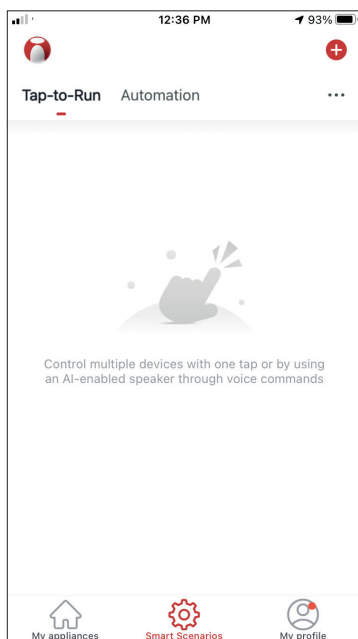 12:36 PM
93%
Tap-to-Run
Automation
Control multiple devices with one tap or by using
an AI-enabled speaker through voice commands
My appliances
Smart Scenarios
My profile